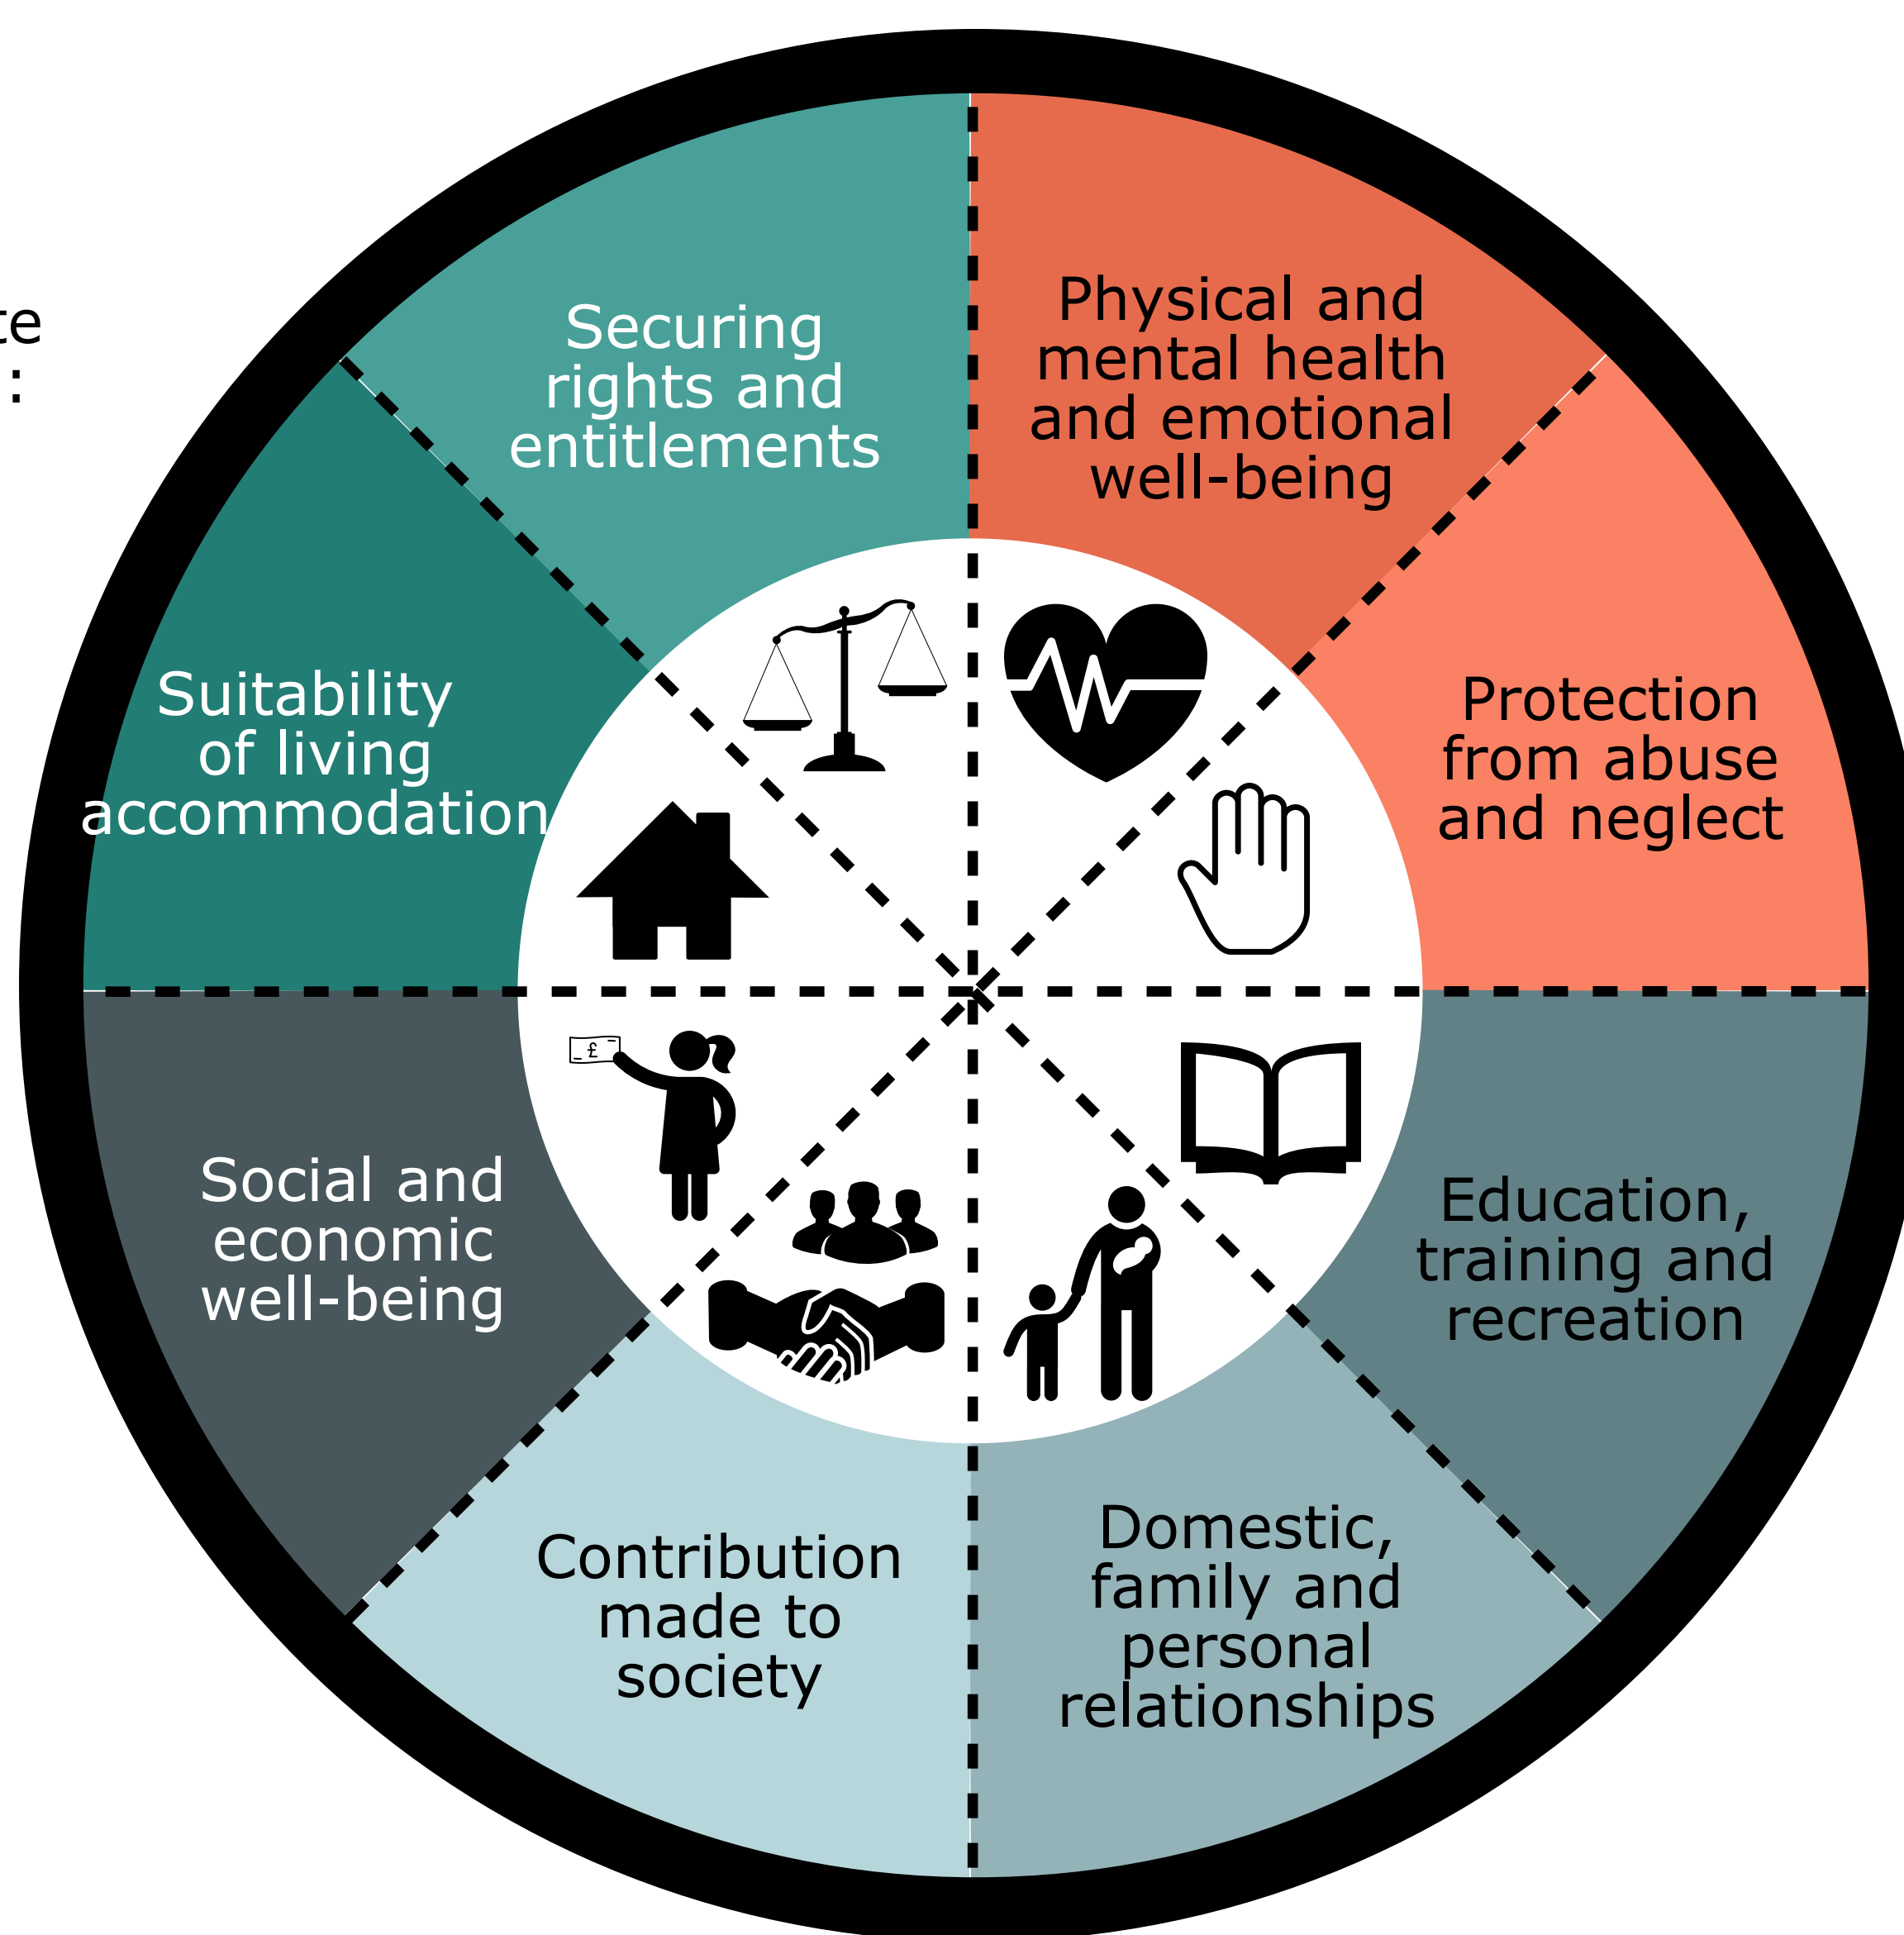 te
:
Securing
rights and
entitlements
Physical and
mental health
and emotional
well-being
Suitability
of living
accommodation
Protection
from abuse
and neglect
£
Social and
economic
well-being
Education,
training and
recreation
Contribution
made to
society
Domestic,
family and
personal
relationships